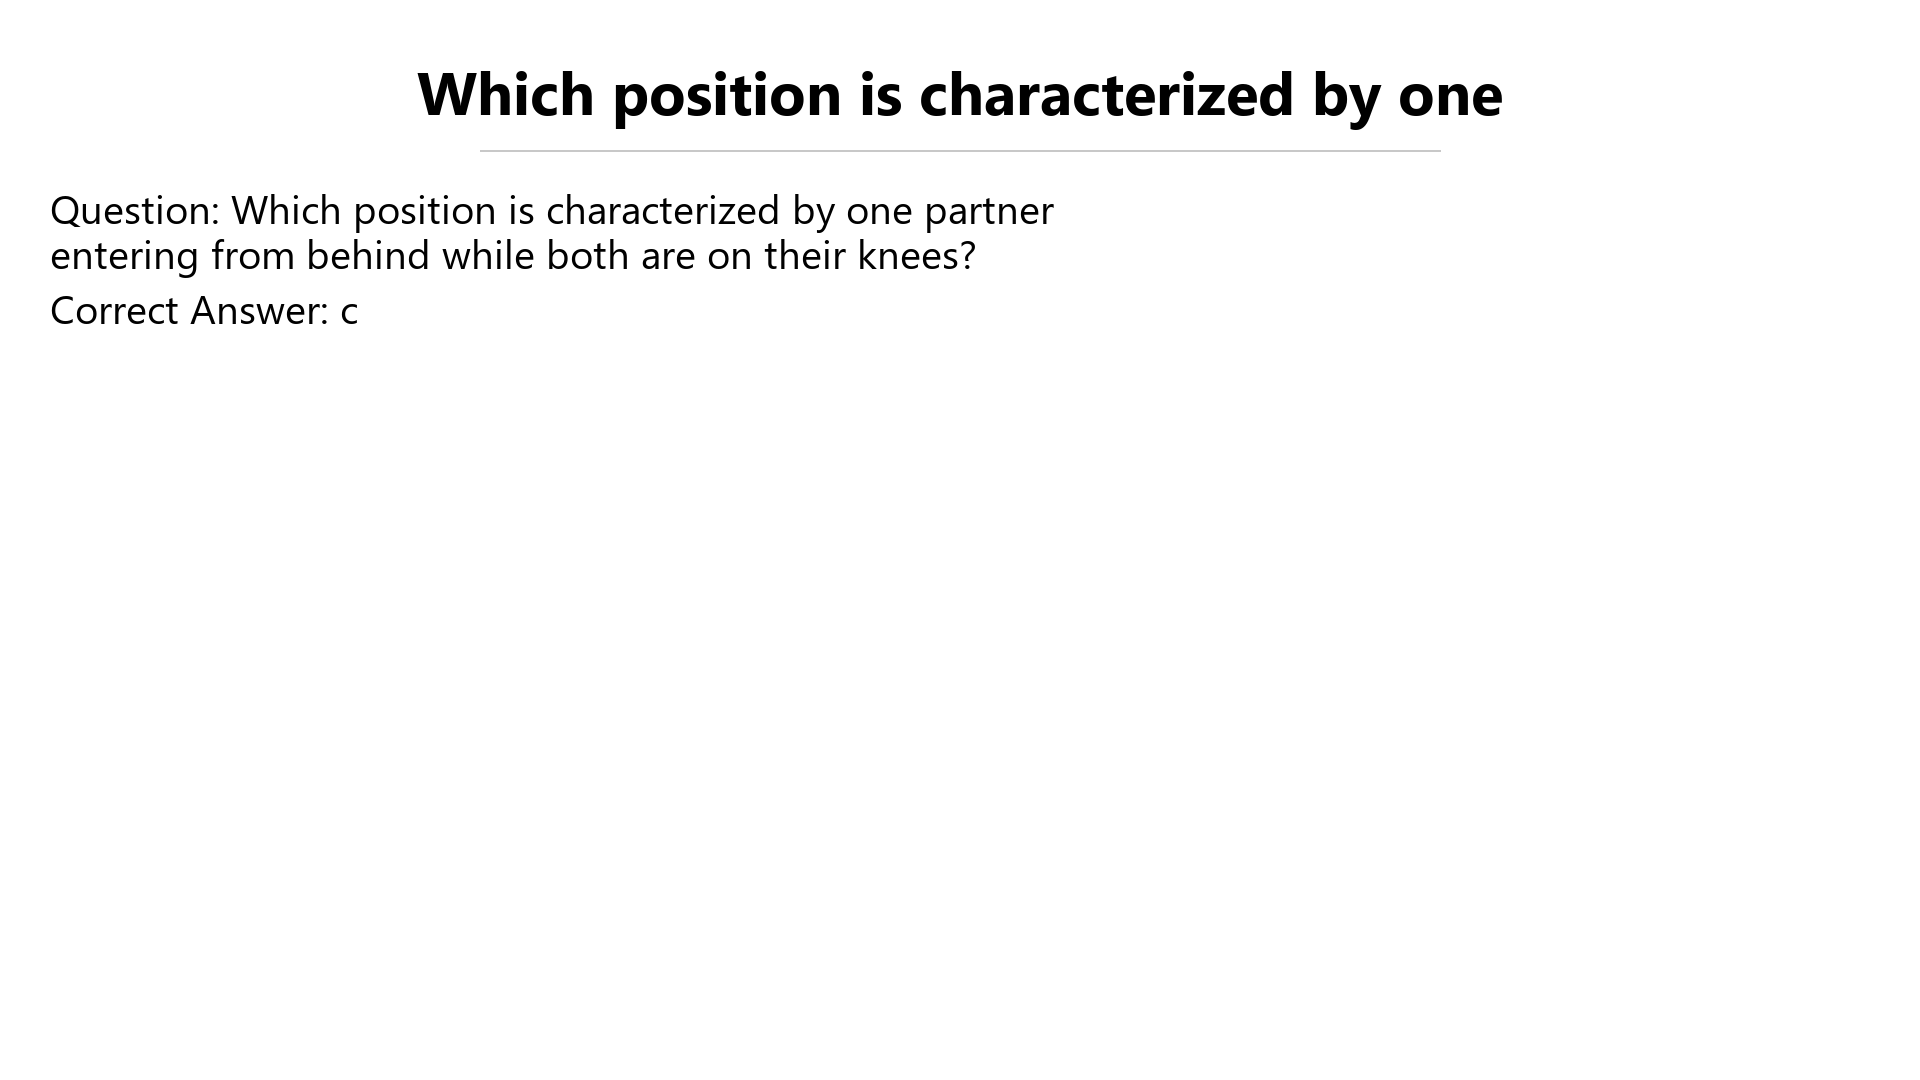 Which position is characterized by one
Question: Which position is characterized by one partner
entering from behind while both are on their knees?
Correct Answer: c